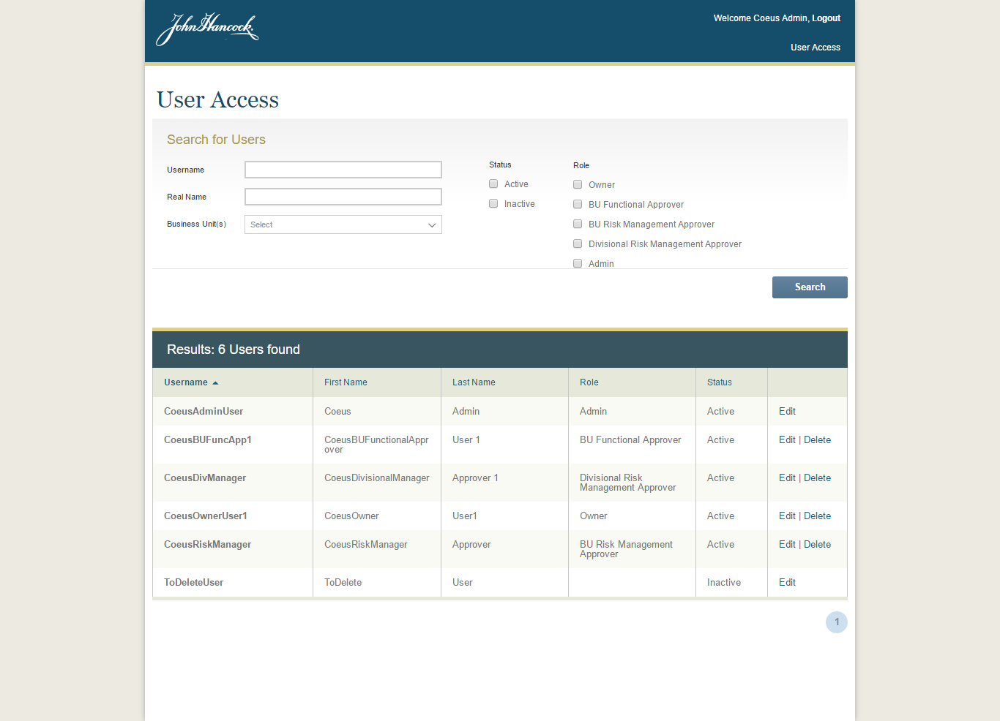 John Hancock.
Welcome Coeus Admin, Logout
User Access
User Access
Search for Users
Username
Real Name
Business Unit(s)
Select
Status
Active
Inactive
Role
Owner
BU Functional Approver
BU Risk Management Approver
Divisional Risk Management Approver
Admin
Search
Results: 6 Users found
Username First Name Last Name Role Status
CoeusAdminUser Coeus Admin Admin Active Edit
CoeusBUFuncApp1 CoeusBUFunctionalAppr User 1 BU Functional Approver Active Edit | Delete
over
CoeusDivManager CoeusDivisionalManager Approver 1 Divisional Risk Active Edit | Delete
Management Approver
CoeusOwnerUser1 CoeusOwner User1 Owner Active Edit | Delete
CoeusRiskManager CoeusRiskManager Approver BU Risk Management Active Edit | Delete
Approver
ToDeleteUser ToDelete User Inactive Edit
1